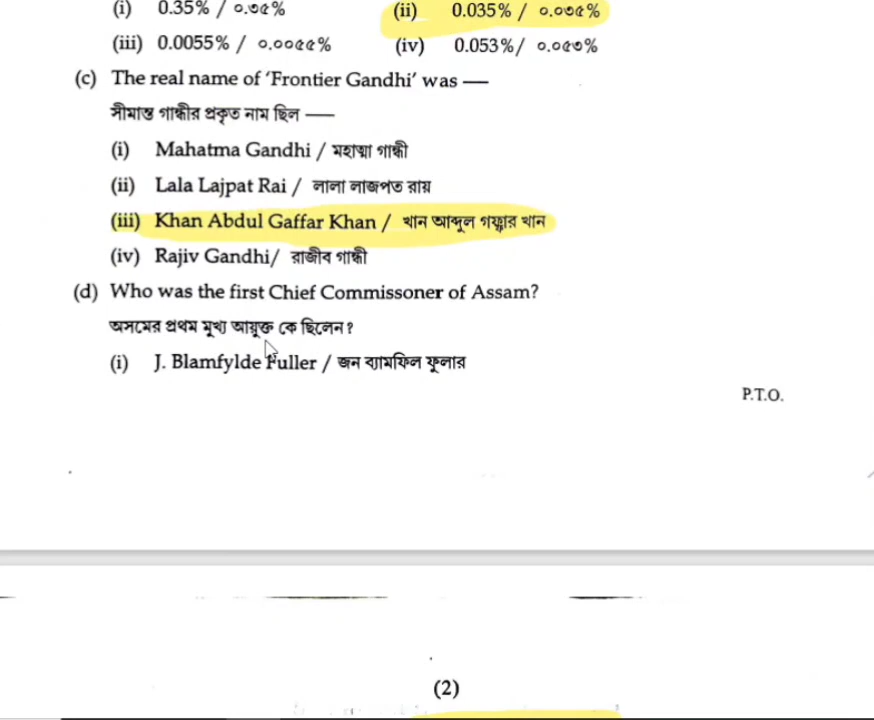 (i) 0.35% / ০.৩৫% (ii) 0.035% / ০.০৩৫%
(iii) 0.0055% / ০.০০৫৫% (iv) 0.053% / ০.০৫৩%
(c) The real name of ‘Frontier Gandhi’ was —
সীমান্ত গান্ধীর প্রকৃত নাম ছিল —
(i) Mahatma Gandhi / মহাত্মা গান্ধী
(ii) Lala Lajpat Rai / লালা লাজপত রায়
(iii) Khan Abdul Gaffar Khan / খান আব্দুল গফ্ফার খান
(iv) Rajiv Gandhi/ রাজীব গান্ধী
(d) Who was the first Chief Commissoner of Assam?
অসমের প্রথম মুখ্য আয়ুক্ত কে ছিলেন?
(i) J. Blamfylde Fuller / জন ব্যামফিল ফুলার
P.T.O.
(2)